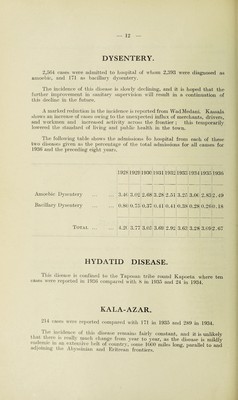 — 12 —
DYSENTERY.
2,564 cases were admitted to hospital of whom 2,393 were diagnosed as
amoebic, and 171 as bacillary dysentery.
The incidence of this disease is slowly declining, and it is hoped that the
further improvement in sanitary supervision will result in a continuation of
this decline in the future.
A marked reduction in the incidence is reported from Wad Medani. Kassala
shows an increase of cases owing to the unexpected influx of merchants, drivers,
and workmen and increased activity across the frontier; this temporarily
lowered the standard of living and public health in the town.
The following table shows the admissions to hospital from each of these
two diseases given as the percentage of the total admissions for all causes for
1936 and the preceding eight years.
1928 1929 1930 1931 1932 1933 1934 1935 1936
Amoebic Dysentery ... ... 3.40 3.02 2.68 3.28 2.51 3.25 3.00 2.83 2.49
Bacillary Dysentery ... 0.80 0.75 0.37 0.41 0.41 0.38 0.28 0.26 0.18
TOTAL ... ... 4.20 3.77 3.05 3.69 2.92 3.63 3.28 3.09 2.67
HYDATID DISEASE.
This disease is confined to the Taposas tribe round Kapoeta where ten
cases were reported in 1936 compared with 6 in 1935 and 24 in 1934.
KALA-AZAR.
214 cases were reported compared with 171 in 1935 and 289 in 1934.
The incidence of this disease remains fairly constant, and it is unlikely
that there is really much change from year to year, as the disease is mildly
endemic in an extensive belt of country, some 1600 miles long, parallel to and
adjoining the Abyssinian and Eritrean frontiers.